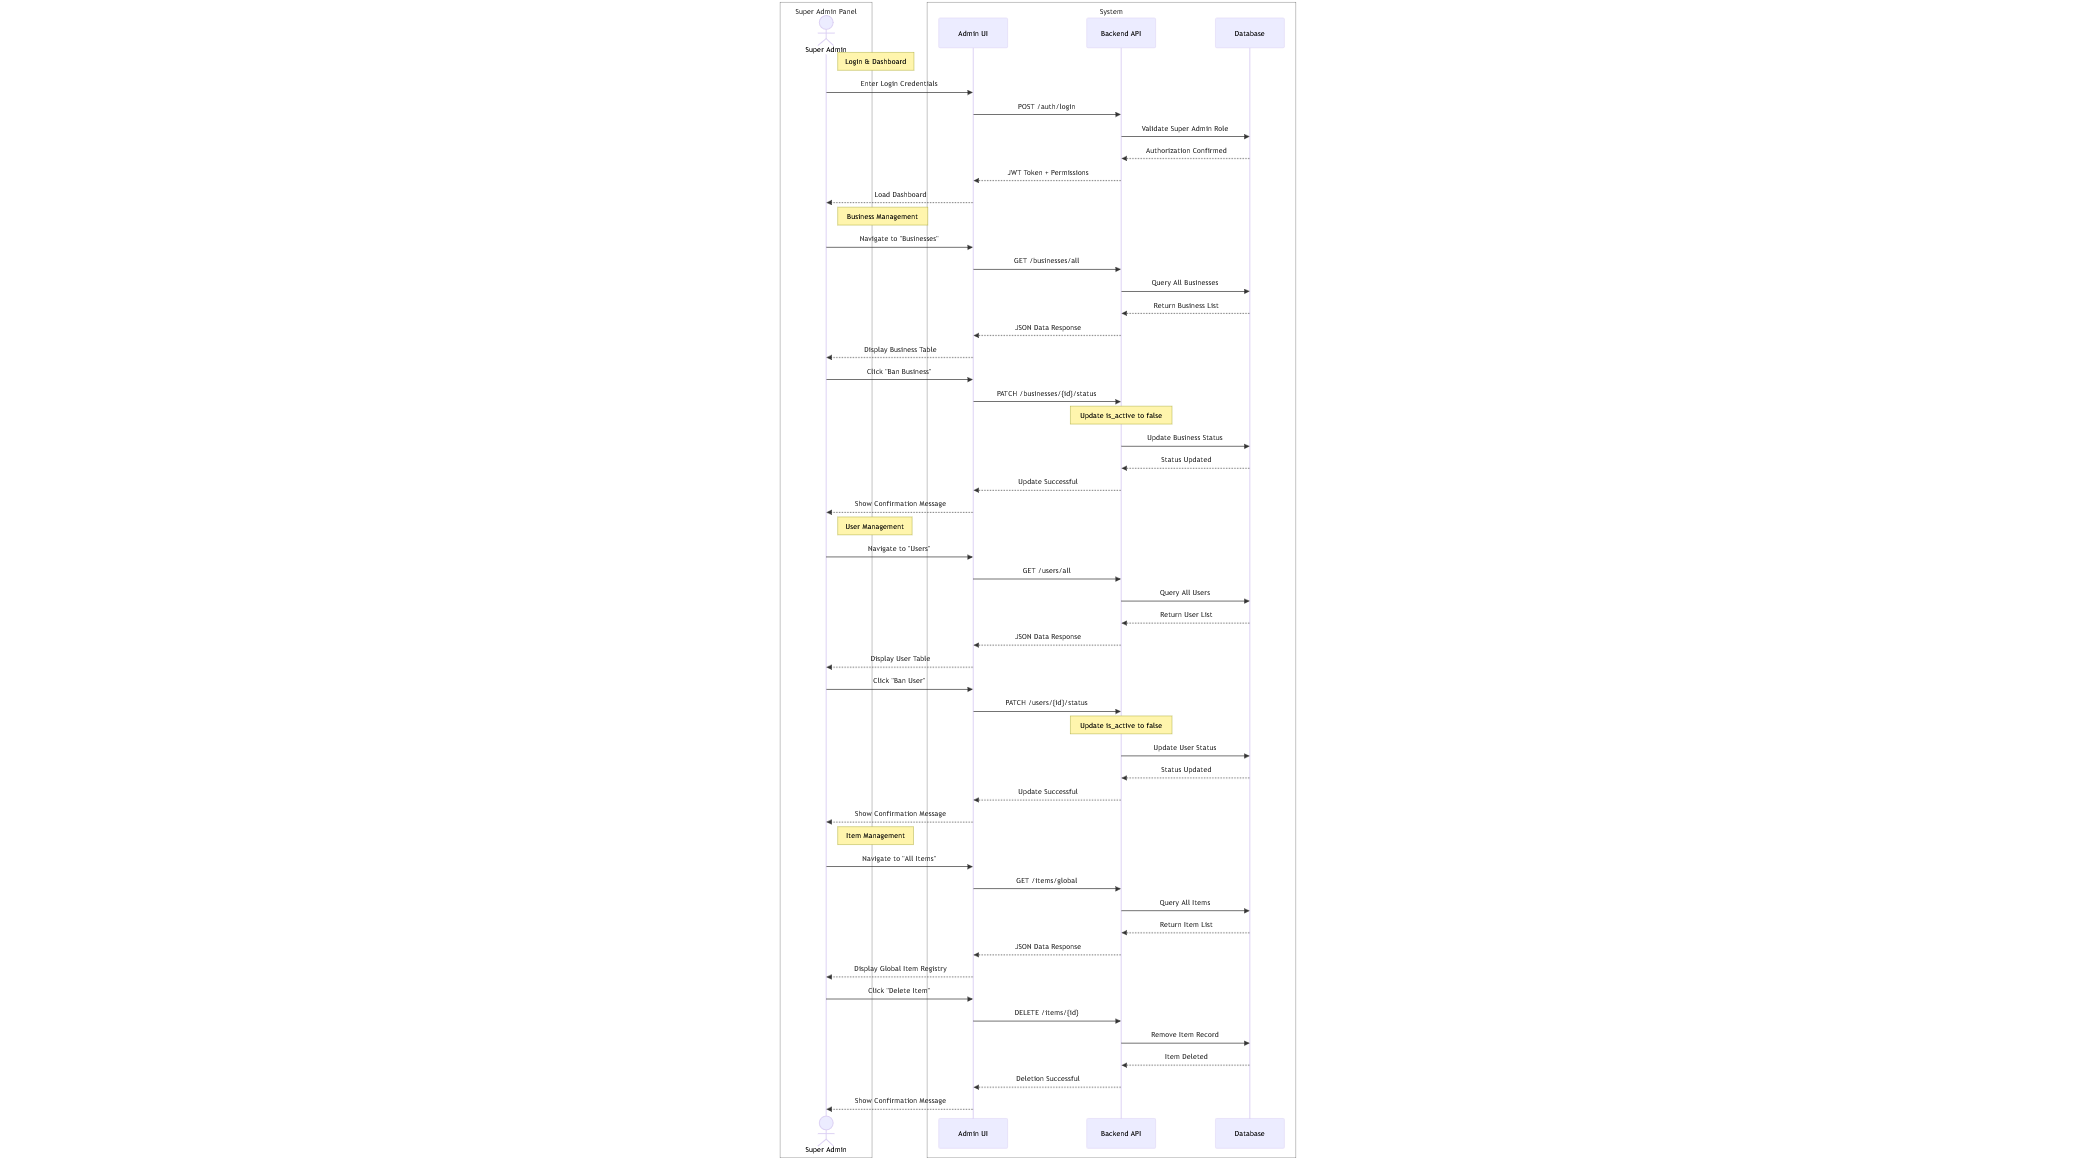 Super Admin Panel
System
Super Admin
Admin UI
Backend API
Database
Login & Dashboard
Enter Login Credentials
POST /auth/login
Validate Super Admin Role
Authorization Confirmed
JWT Token + Permissions
Load Dashboard
Business Management
Navigate to "Businesses"
GET /businesses/all
Query All Businesses
Return Business List
JSON Data Response
Display Business Table
Click "Ban Business"
PATCH /businesses/{id}/status
Update is_active to false
Update Business Status
Status Updated
Update Successful
Show Confirmation Message
User Management
Navigate to "Users"
GET /users/all
Query All Users
Return User List
JSON Data Response
Display User Table
Click "Ban User"
PATCH /users/{id}/status
Update is_active to false
Update User Status
Status Updated
Update Successful
Show Confirmation Message
Item Management
Navigate to "All Items"
GET /items/global
Query All Items
Return Item List
JSON Data Response
Display Global Item Registry
Click "Delete Item"
DELETE /items/{id}
Remove Item Record
Item Deleted
Deletion Successful
Show Confirmation Message
Super Admin
Admin UI
Backend API
Database